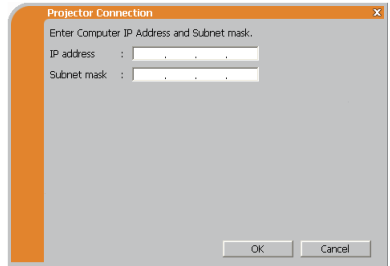 Projector Connection
Enter Computer IP Address and Subnet mask.
IP address : . . .
Subnet mask : . . .
OK Cancel